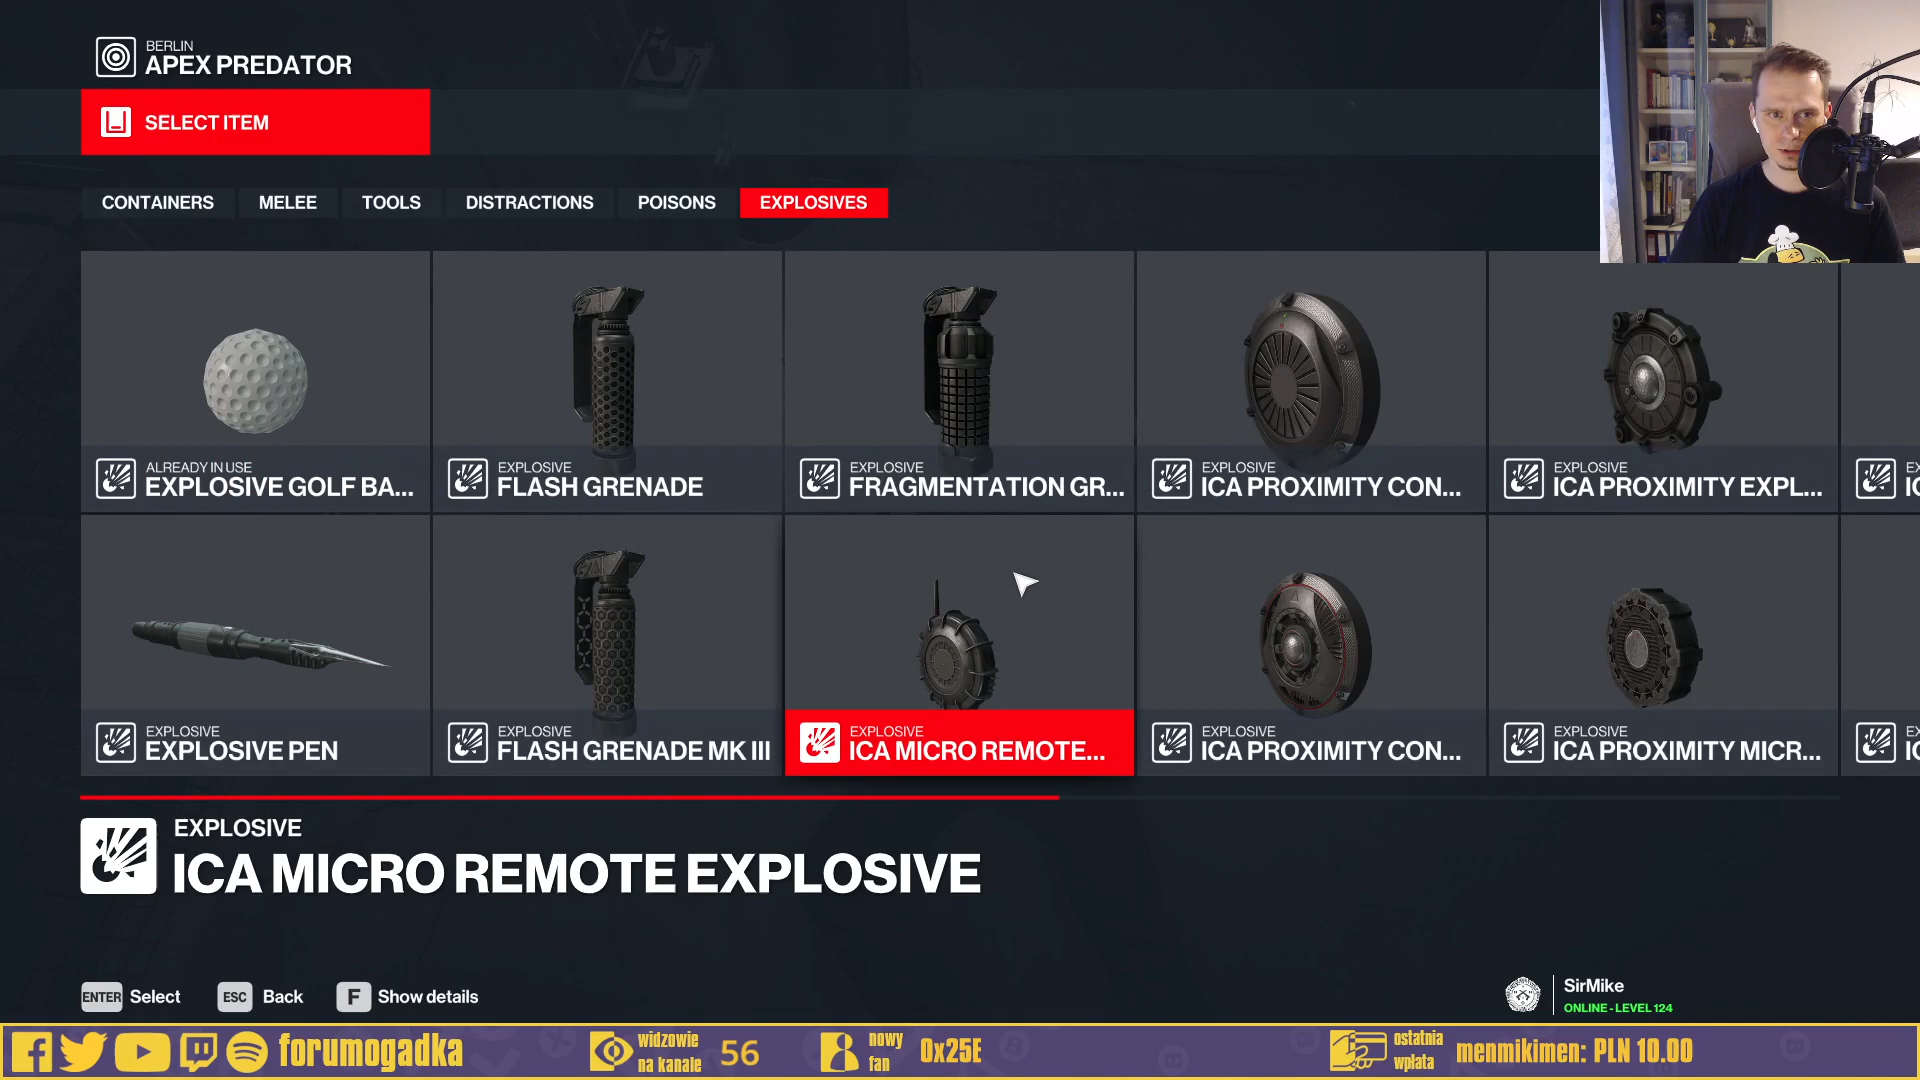 BERLIN
APEX PREDATOR
SELECT ITEM
CONTAINERS MELEE TOOLS DISTRACTIONS POISONS EXPLOSIVES
ALREADY IN USE
EXPLOSIVE GOLF BA...
EXPLOSIVE
FLASH GRENADE
EXPLOSIVE
FRAGMENTATION GR...
EXPLOSIVE
ICA PROXIMITY CON...
EXPLOSIVE
ICA PROXIMITY EXPL...
EXPLOSIVE
EXPLOSIVE PEN
EXPLOSIVE
FLASH GRENADE MK III
EXPLOSIVE
ICA MICRO REMOTE...
EXPLOSIVE
ICA PROXIMITY CON...
EXPLOSIVE
ICA PROXIMITY MICR...
EXPLOSIVE
ICA MICRO REMOTE EXPLOSIVE
ENTER Select ESC Back F Show details
SirMike
ONLINE - LEVEL 124
forumogadka
widzowie
na kanale
56
nowy
fan
0x25E
ostatnia
wpłata
menmikimen: PLN 10.00